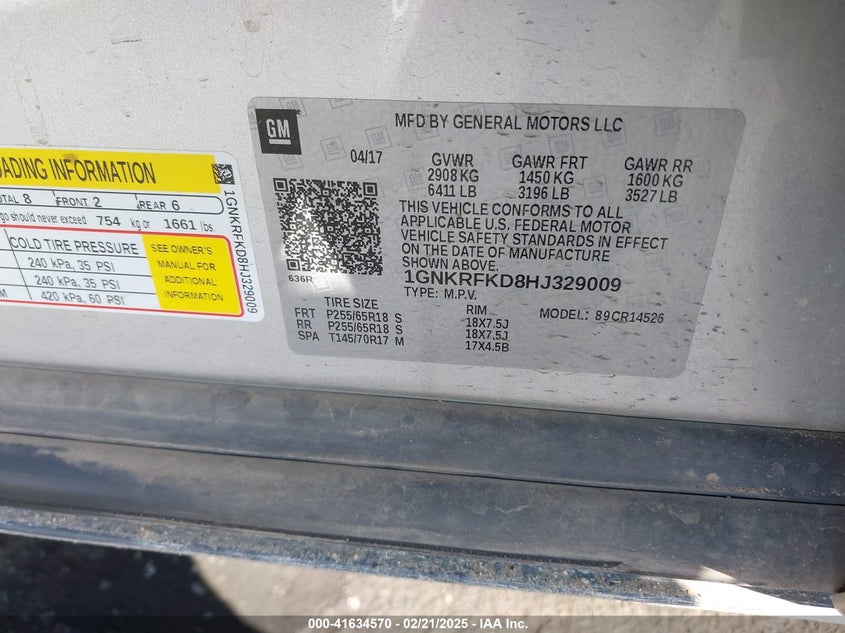 OADING INFORMATION
OTAL 8 FRONT 2 REAR 6
go should never exceed 754 kg or 1661 lbs.
COLD TIRE PRESSURE
240 kPa, 35 PSI
240 kPa, 35 PSI
M 420 kPa, 60 PSI
SEE OWNER'S
MANUAL FOR
ADDITIONAL
INFORMATION
1GNKRFKD8HJ329009
GM
MFD BY GENERAL MOTORS LLC
04/17 GVWR GAWR FRT GAWR RR
2908 KG 1450 KG 1600 KG
6411 LB 3196 LB 3527 LB
THIS VEHICLE CONFORMS TO ALL
APPLICABLE U.S. FEDERAL MOTOR
VEHICLE SAFETY STANDARDS IN EFFECT
ON THE DATE OF MANUFACTURE
SHOWN ABOVE.
636R
1GNKRFKD8HJ329009
TYPE: M.P.V.
TIRE SIZE RIM MODEL: 89CR14526
FRT P255/65R18 S 18X7.5J
RR P255/65R18 S 18X7.5J
SPA T145/70R17 M 17X4.5B
000-41634570 — 02/21/2025 — IAA Inc.